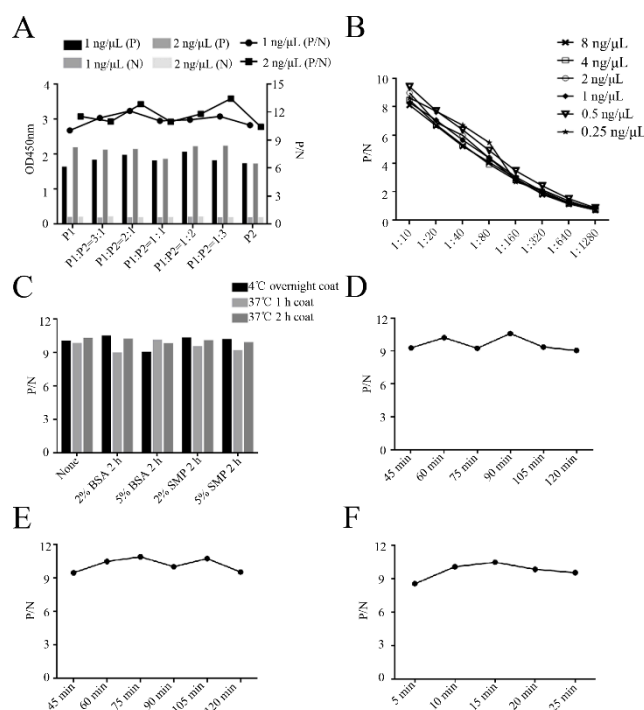 A
1 ng/μL (P) 2 ng/μL (P) 1 ng/μL (P/N)
1 ng/μL (N) 2 ng/μL (N) 2 ng/μL (P/N)
OD450nm
4
3
2
1
0
15
12
9
6
3
0
P/N
P1 P1:P2=3:1 P1:P2=2:1 P1:P2=1:1 P1:P2=1:2 P1:P2=1:3 P2
B
8 ng/μL
4 ng/μL
2 ng/μL
1 ng/μL
0.5 ng/μL
0.25 ng/μL
P/N
10
8
6
4
2
0
1:10 1:20 1:40 1:80 1:160 1:320 1:640 1:1280
C
4℃ overnight coat
37℃ 1 h coat
37℃ 2 h coat
P/N
12
9
6
3
0
None 2% BSA 2 h 5% BSA 2 h 2% SMP 2 h 5% SMP 2 h
D
P/N
12
9
6
3
0
45 min 60 min 75 min 90 min 105 min 120 min
E
P/N
12
9
6
3
0
45 min 60 min 75 min 90 min 105 min 120 min
F
P/N
12
9
6
3
0
5 min 10 min 15 min 20 min 25 min